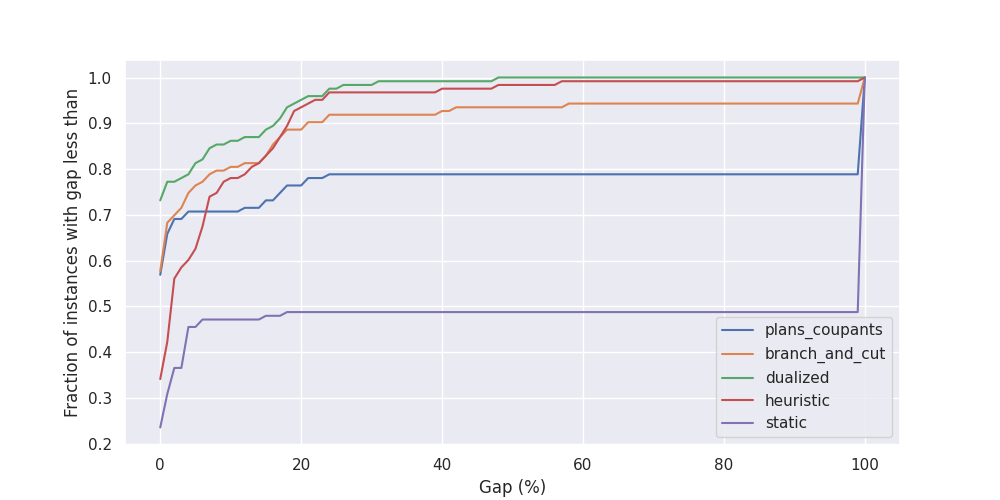 1.0
0.9
0.8
0.7
0.6
0.5
0.4
0.3
0.2
Fraction of instances with gap less than
0 20 40 60 80 100
Gap (%)
plans_coupants
branch_and_cut
dualized
heuristic
static